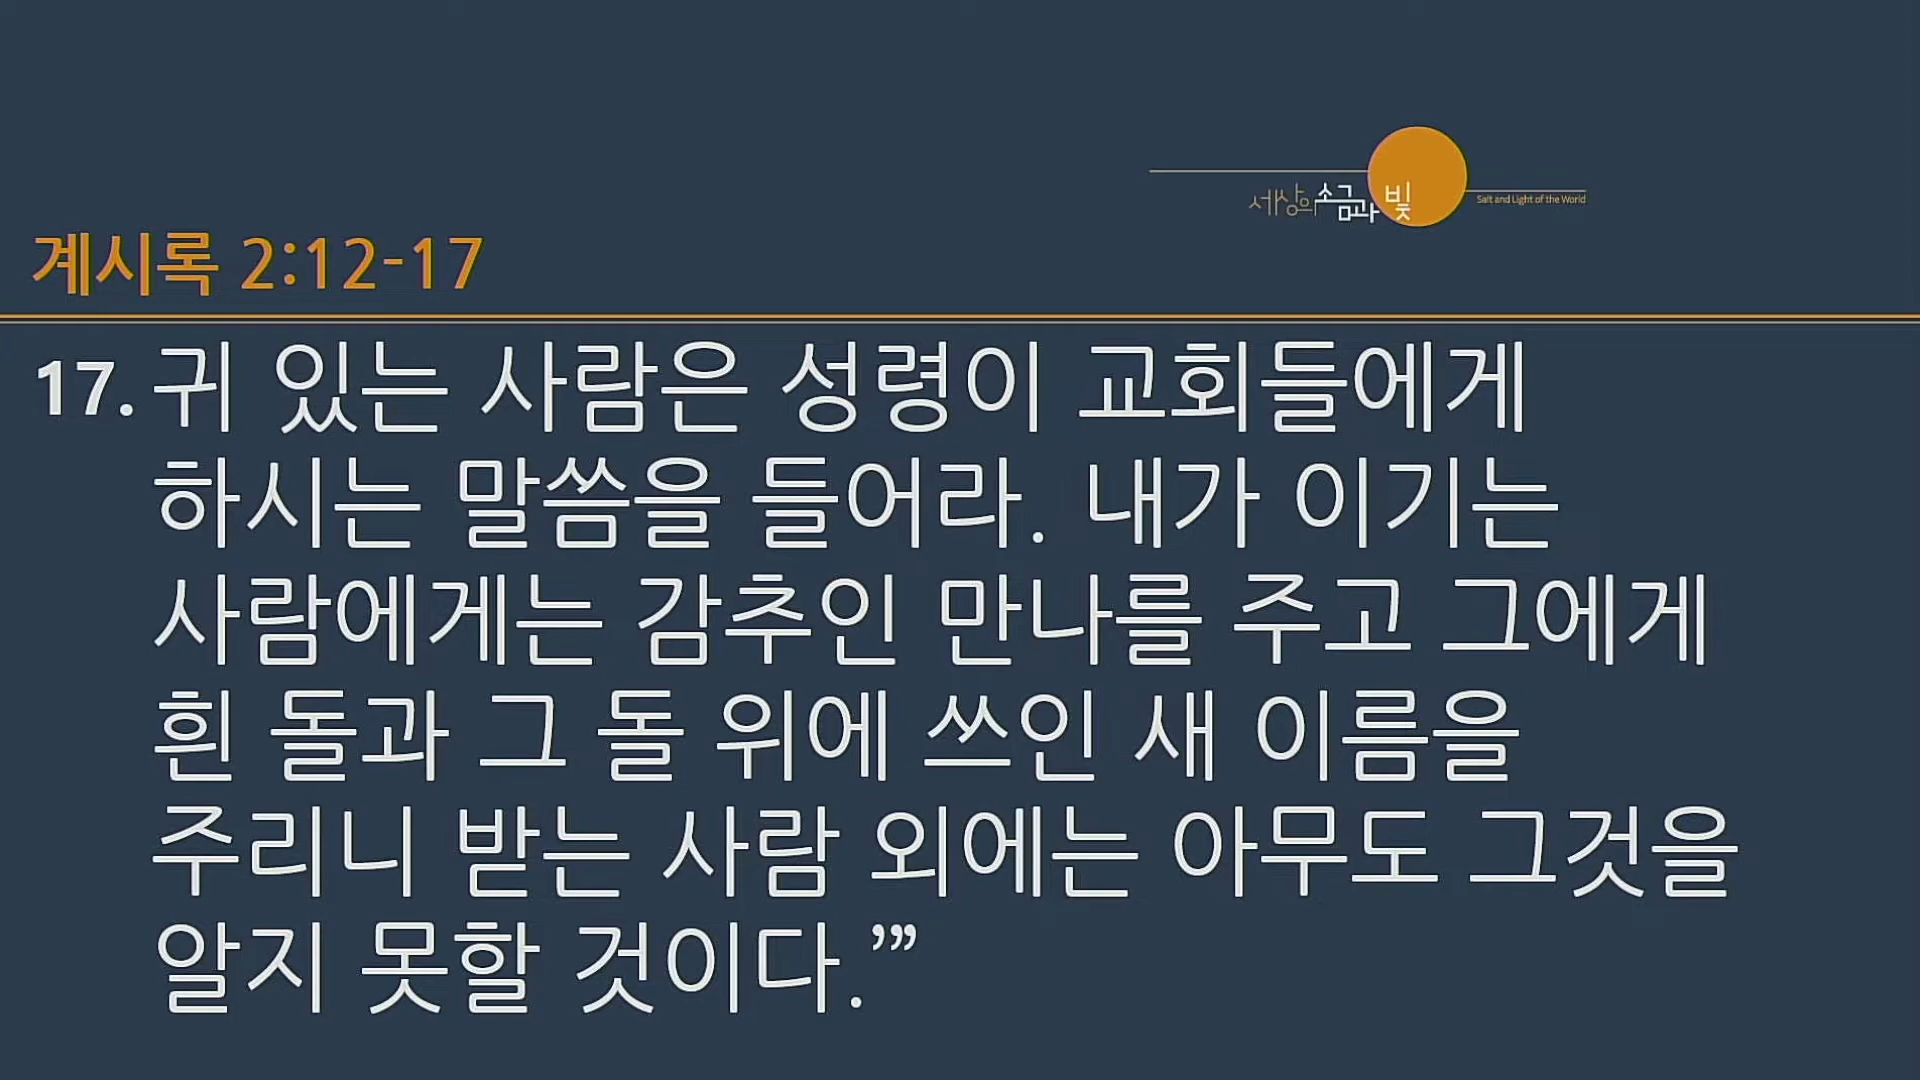 세상의 소금과 빛
Salt and Light of the World
계시록 2:12-17
17. 귀 있는 사람은 성령이 교회들에게
하시는 말씀을 들어라. 내가 이기는
사람에게는 감추인 만나를 주고 그에게
흰 돌과 그 돌 위에 쓰인 새 이름을
주리니 받는 사람 외에는 아무도 그것을
알지 못할 것이다.’”